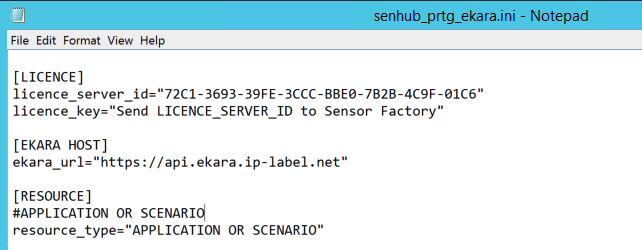 senhub_prtg_ekara.ini - Notepad
File Edit Format View Help
[LICENCE]
licence_server_id="72C1-3693-39FE-3CCC-BBE0-7B2B-4C9F-01C6"
licence_key="Send LICENCE_SERVER_ID to Sensor Factory"
[EKARA HOST]
ekara_url="https://api.ekara.ip-label.net"
[RESOURCE]
#APPLICATION OR SCENARIO
resource_type="APPLICATION OR SCENARIO"